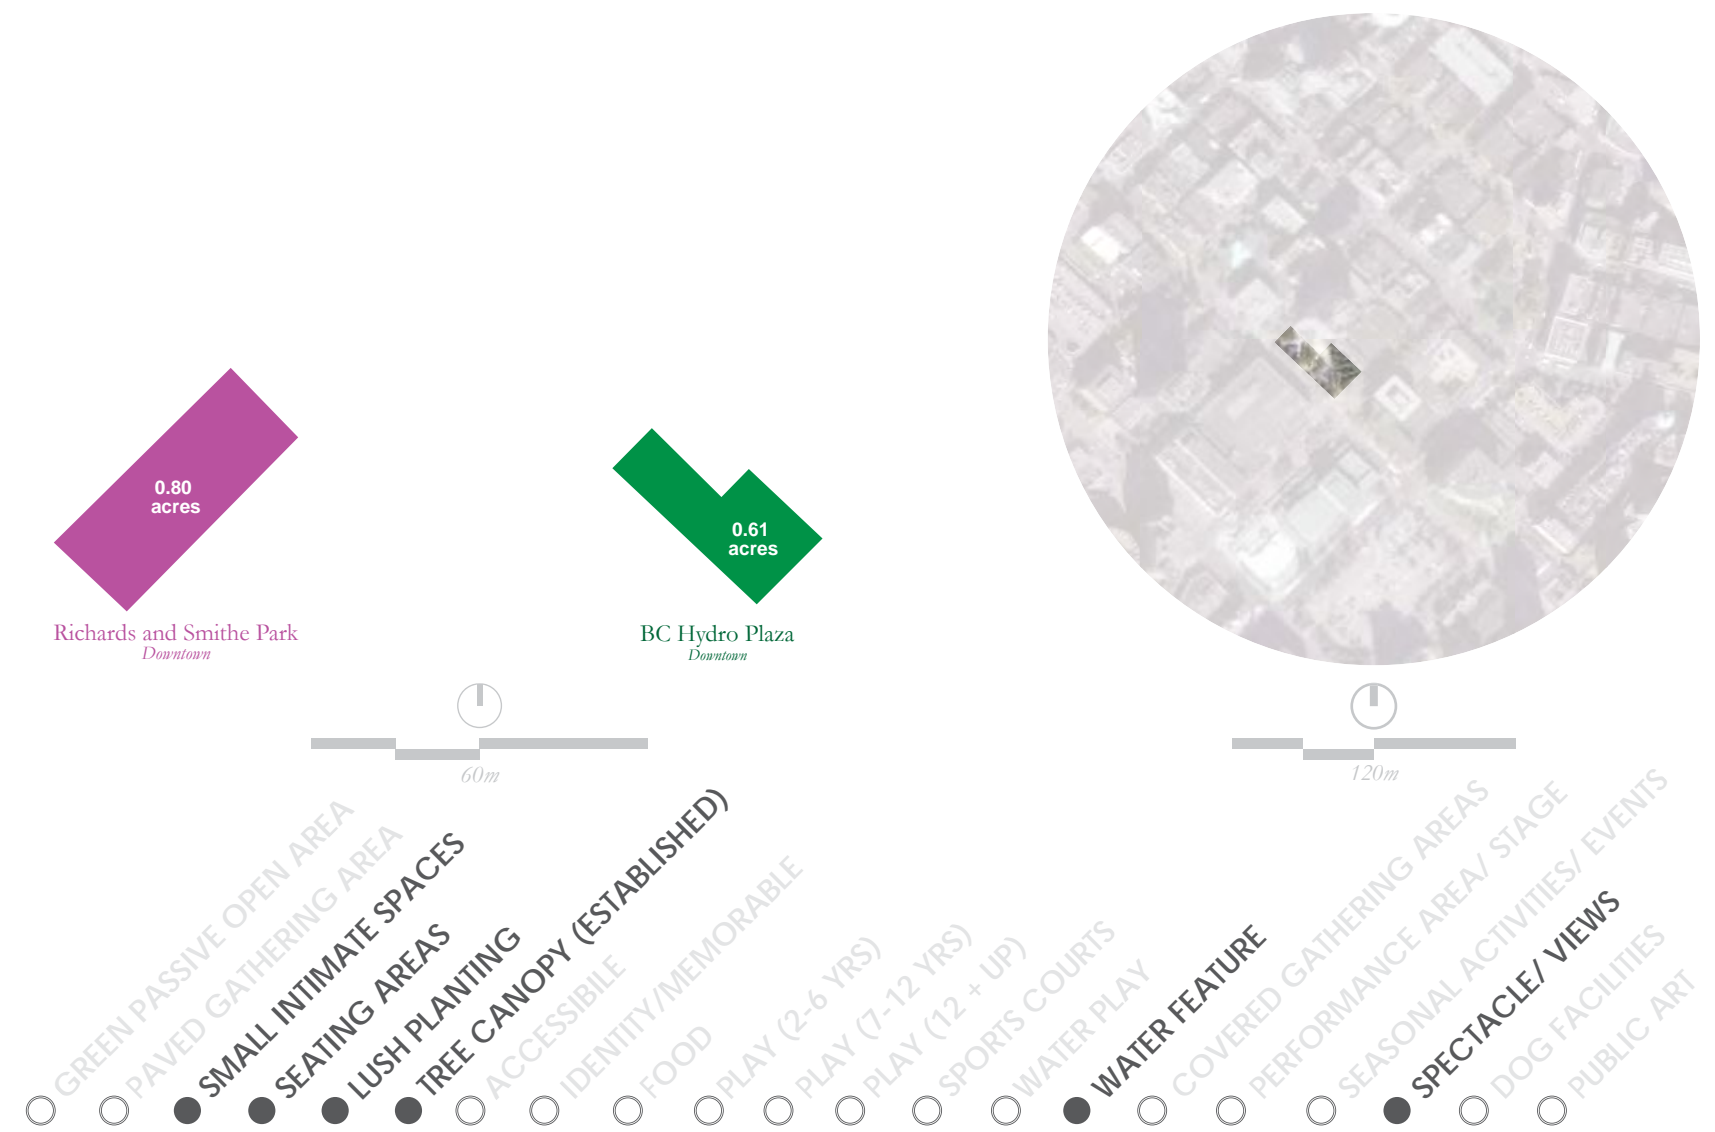 0.80
acres
0.61
acres
Richards and Smithe Park
Downtown
BC Hydro Plaza
Downtown
60m
120m
GREEN PASSIVE OPEN AREA
PAVED GATHERING AREA
SMALL INTIMATE SPACES
SEATING AREAS
LUSH PLANTING
TREE CANOPY (ESTABLISHED)
ACCESSIBILE
IDENTITY/MEMORABLE
FOOD
PLAY (2-6 YRS)
PLAY (7-12 YRS)
PLAY (12 + UP)
SPORTS COURTS
WATER PLAY
WATER FEATURE
COVERED GATHERING AREAS
PERFORMANCE AREA/ STAGE
SEASONAL ACTIVITIES/ EVENTS
SPECTACLE/ VIEWS
DOG FACILITIES
PUBLIC ART